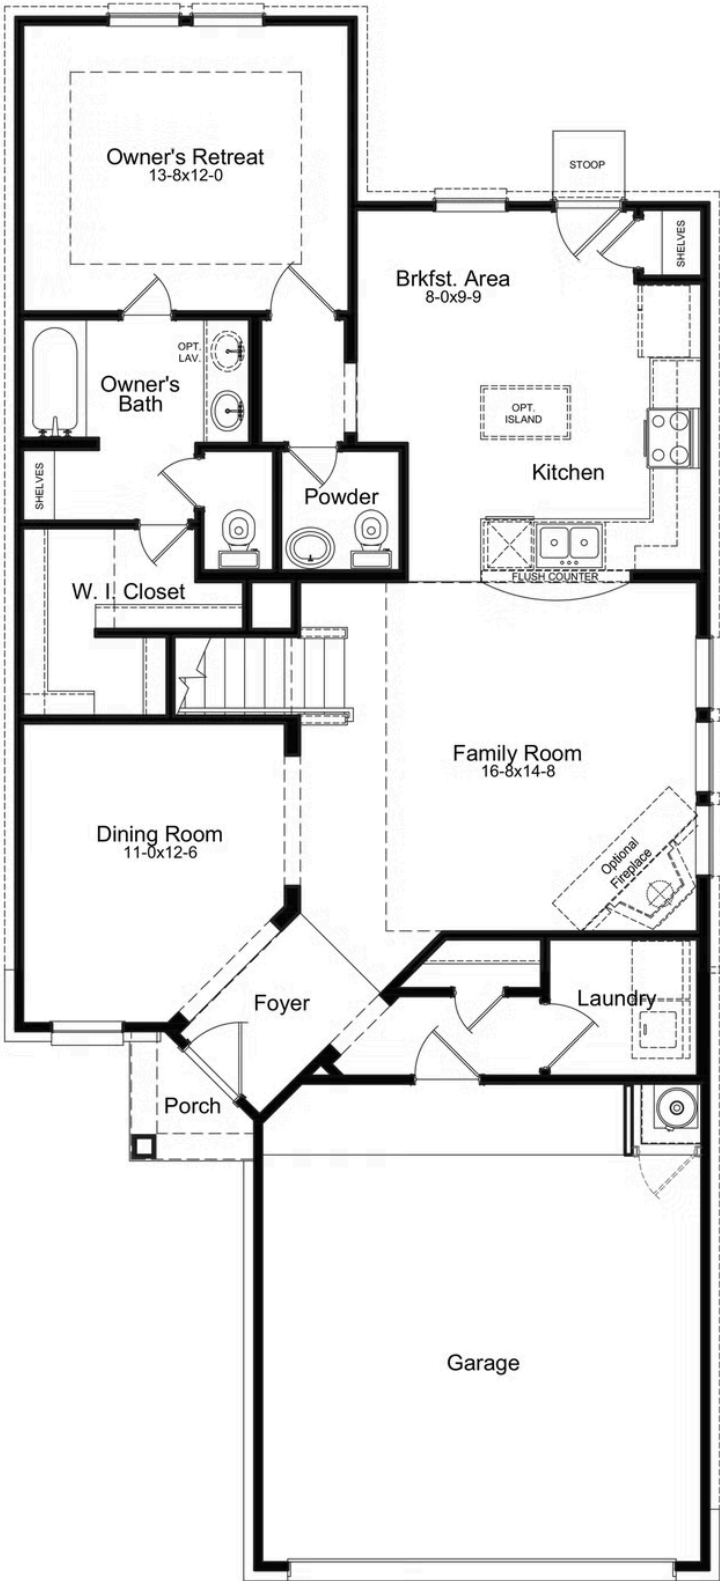 Owner's Retreat
13-8x12-0
STOOP
SHELVES
Brkfst. Area
8-0x9-9
OPT.
LAV.
Owner's
Bath
OPT.
ISLAND
SHELVES
Kitchen
Powder
FLUSH COUNTER
W. I. Closet
Family Room
16-8x14-8
Dining Room
11-0x12-6
Optional
Fireplace
Foyer
Laundry
Porch
Garage